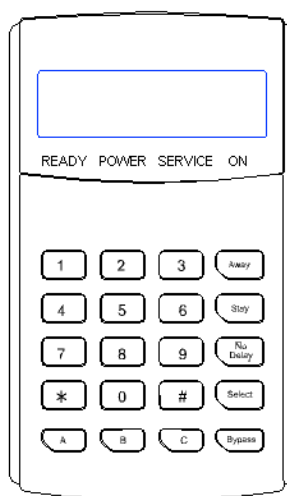 READY POWER SERVICE ON
1 2 3 Away
4 5 6 Stay
7 8 9 No Delay
* 0 # Select
A B C Bypass